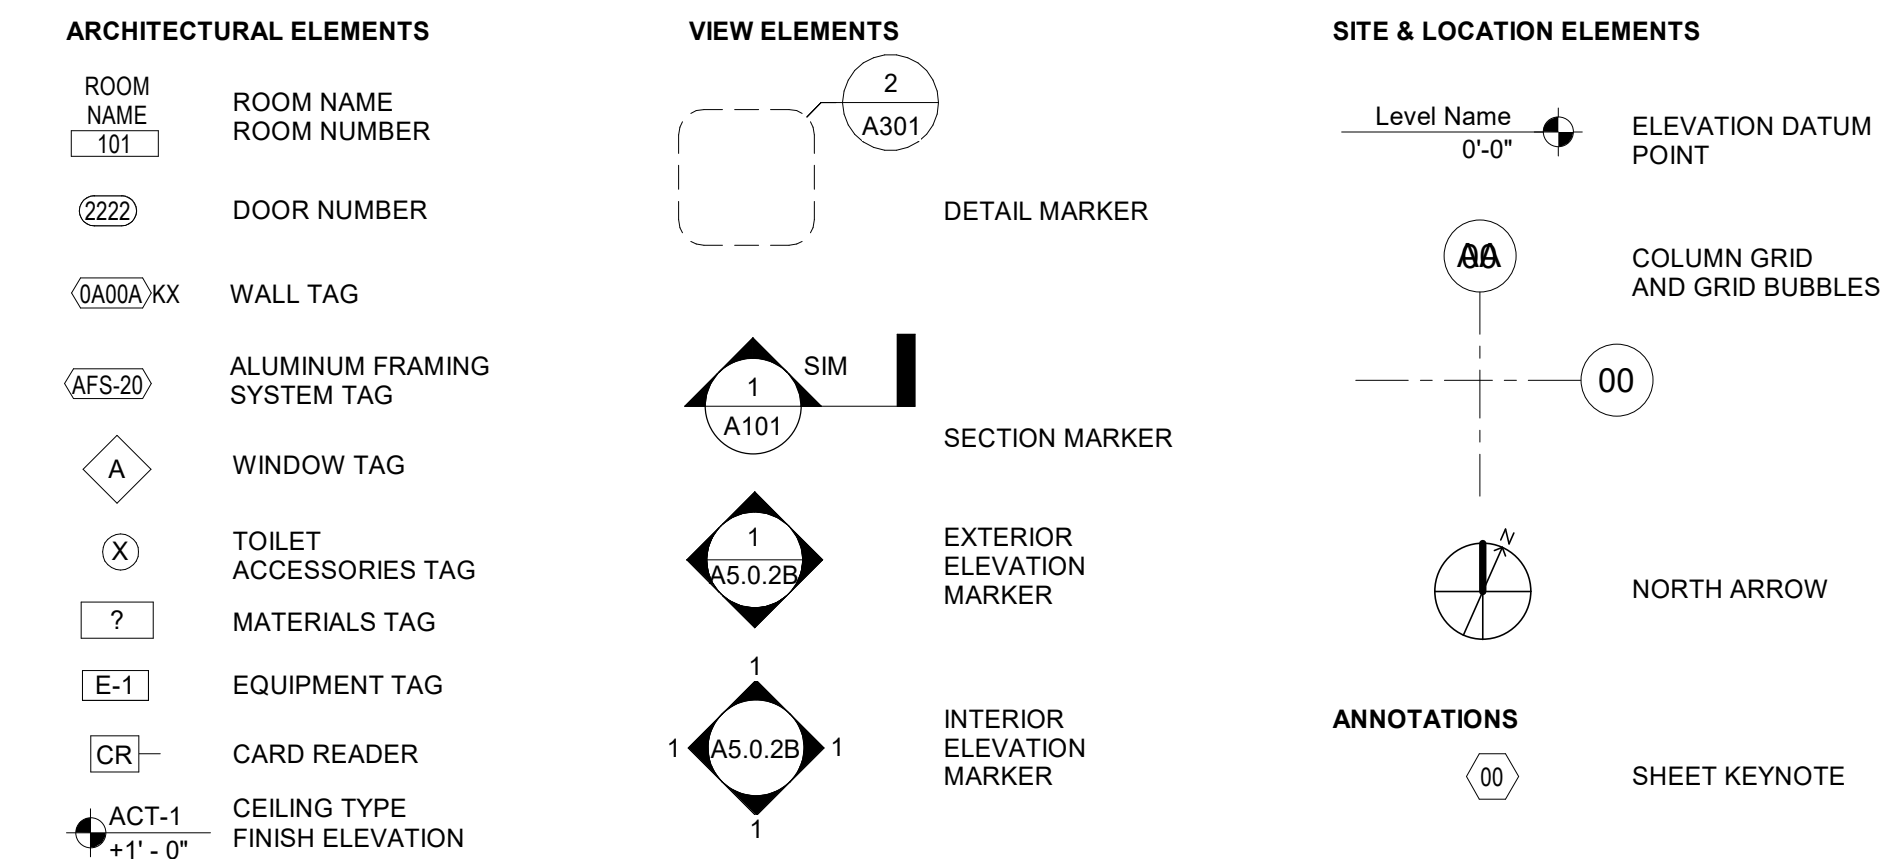 ARCHITECTURAL ELEMENTS
ROOM
NAME
101
ROOM NAME
ROOM NUMBER
2222
DOOR NUMBER
0A00A KX
WALL TAG
AFS-20
ALUMINUM FRAMING
SYSTEM TAG
A
WINDOW TAG
X
TOILET
ACCESSORIES TAG
?
MATERIALS TAG
E-1
EQUIPMENT TAG
CR
CARD READER
ACT-1
+1' - 0"
CEILING TYPE
FINISH ELEVATION
VIEW ELEMENTS
2
A301
DETAIL MARKER
1
A101
SIM
SECTION MARKER
1
A5.0.2B
EXTERIOR
ELEVATION
MARKER
1
1 A5.0.2B 1
1
INTERIOR
ELEVATION
MARKER
SITE & LOCATION ELEMENTS
Level Name
0'-0"
ELEVATION DATUM
POINT
COLUMN GRID
AND GRID BUBBLES
00
N
NORTH ARROW
ANNOTATIONS
00
SHEET KEYNOTE